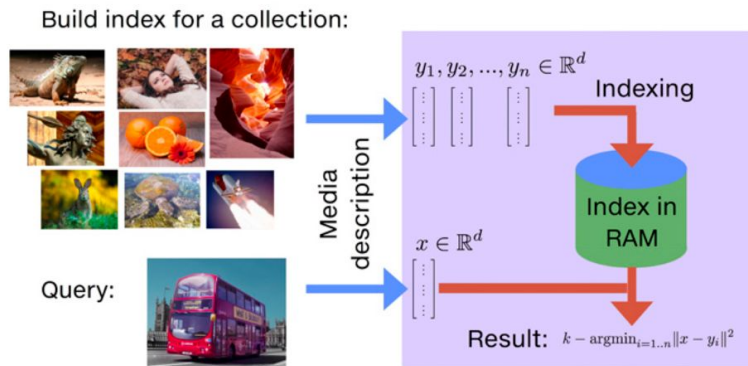 Build index for a collection:
y₁, y₂, ..., yₙ ∈ ℝᵈ
Indexing
Media
description
Index in
RAM
x ∈ ℝᵈ
Query:
Result: k − argminᵢ₌₁..ₙ‖x − yᵢ‖²